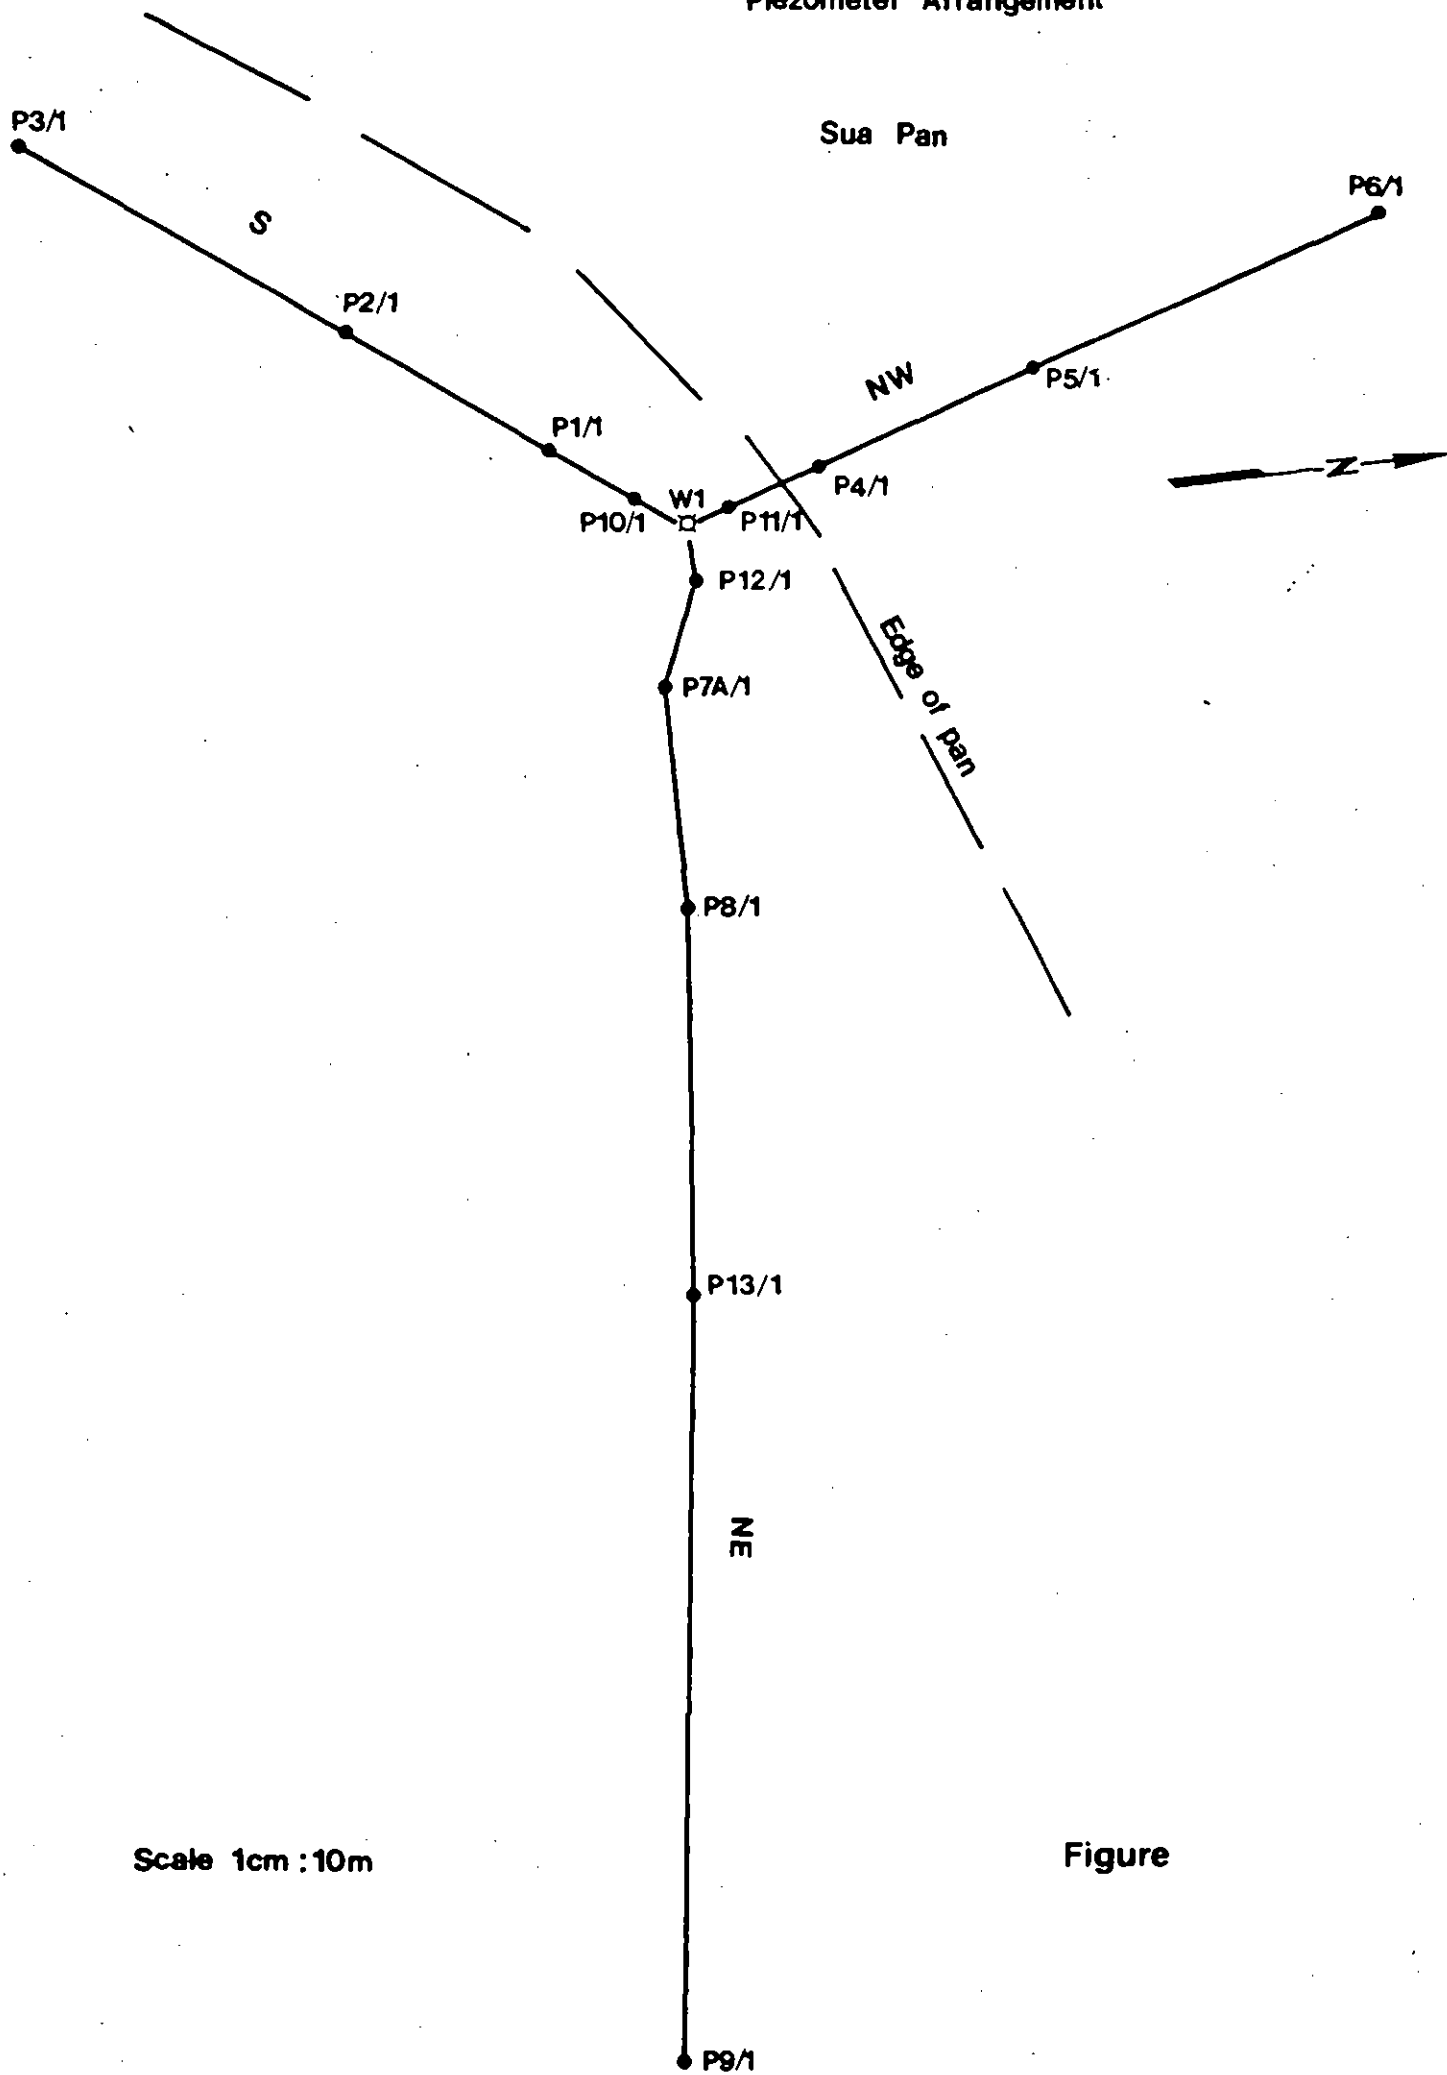 Piezometer Arrangement
Sua Pan
P3/1
P6/1
S
P2/1
NW
P5/1
P1/1
N
P4/1
W1
P10/1
P11/1
P12/1
Edge of pan
P7A/1
P8/1
P13/1
NE
Scale 1cm : 10m
Figure
P9/1